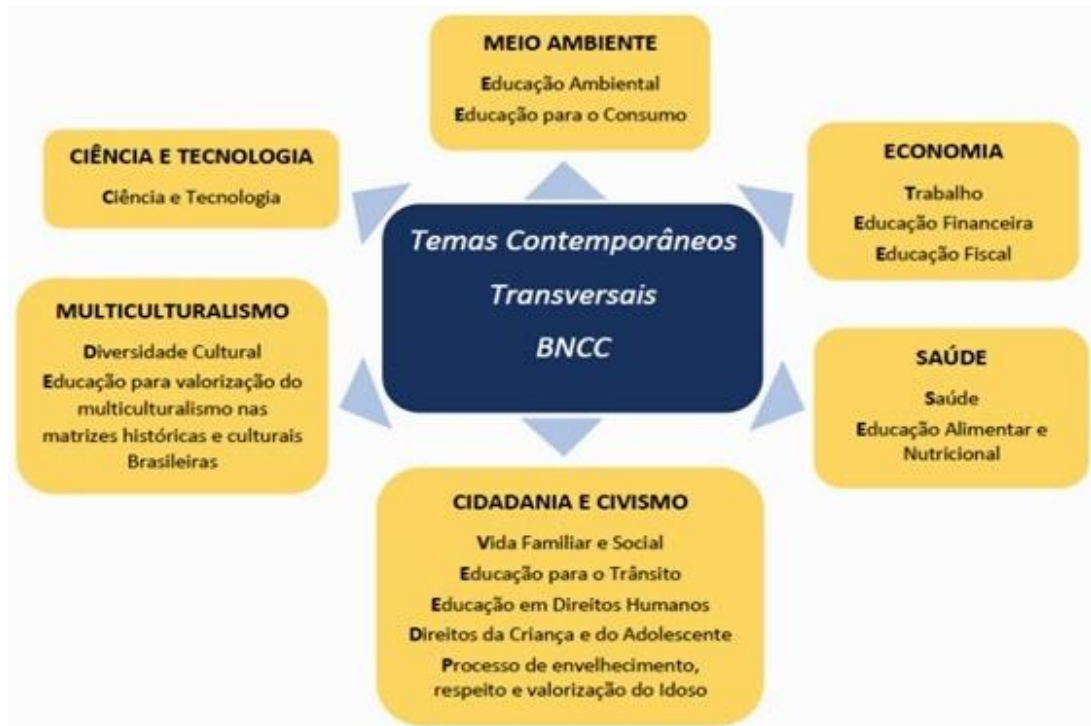 MEIO AMBIENTE
Educação Ambiental
Educação para o Consumo
CIÊNCIA E TECNOLOGIA
Ciência e Tecnologia
ECONOMIA
Trabalho
Educação Financeira
Educação Fiscal
Temas Contemporâneos
Transversais
BNCC
MULTICULTURALISMO
Diversidade Cultural
Educação para valorização do
multiculturalismo nas
matrizes históricas e culturais
Brasileiras
SAÚDE
Saúde
Educação Alimentar e
Nutricional
CIDADANIA E CIVISMO
Vida Familiar e Social
Educação para o Trânsito
Educação em Direitos Humanos
Direitos da Criança e do Adolescente
Processo de envelhecimento,
respeito e valorização do Idoso